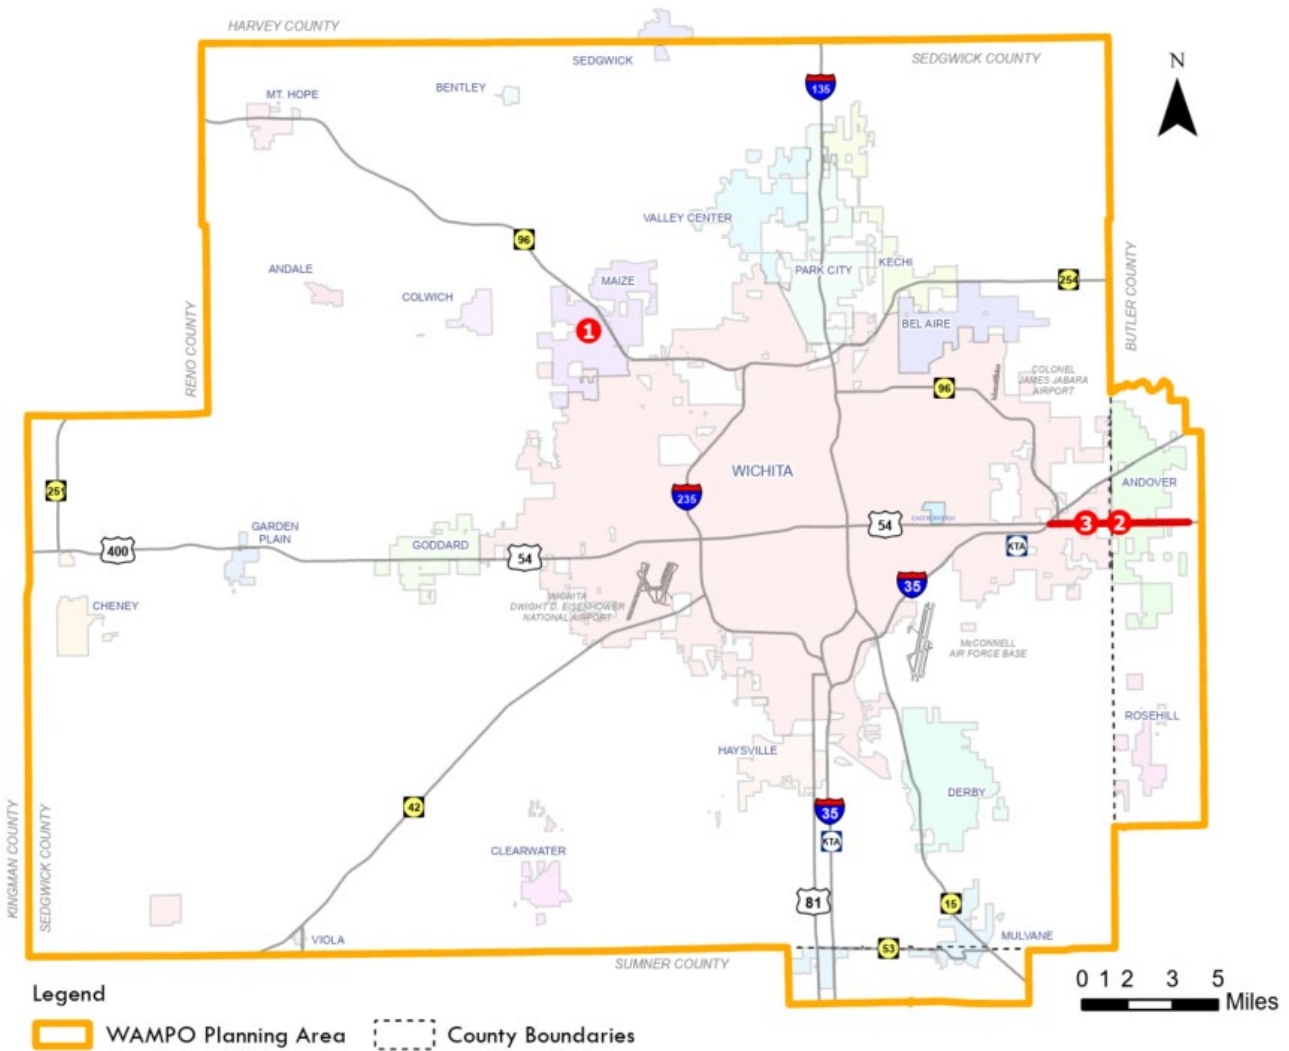 HARVEY COUNTY
SEDGWICK
SEDGWICK COUNTY
N
MT. HOPE
BENTLEY
135
VALLEY CENTER
96
ANDALE
COLWICH
MAIZE
PARK CITY
KECHI
254
BUTLER COUNTY
RENO COUNTY
1
BEL AIRE
COLONEL
JAMES JABARA
AIRPORT
96
WICHITA
251
235
ANDOVER
EASTBOROUGH
54
3
2
GARDEN
PLAIN
400
GODDARD
54
KTA
35
CHENEY
WICHITA
DWIGHT D. EISENHOWER
NATIONAL AIRPORT
McCONNELL
AIR FORCE BASE
ROSEHILL
HAYSVILLE
DERBY
42
35
KTA
KINGMAN COUNTY
SEDGWICK COUNTY
CLEARWATER
81
15
VIOLA
53
MULVANE
SUMNER COUNTY
0 1 2 3 5
Miles
Legend
WAMPO Planning Area
County Boundaries